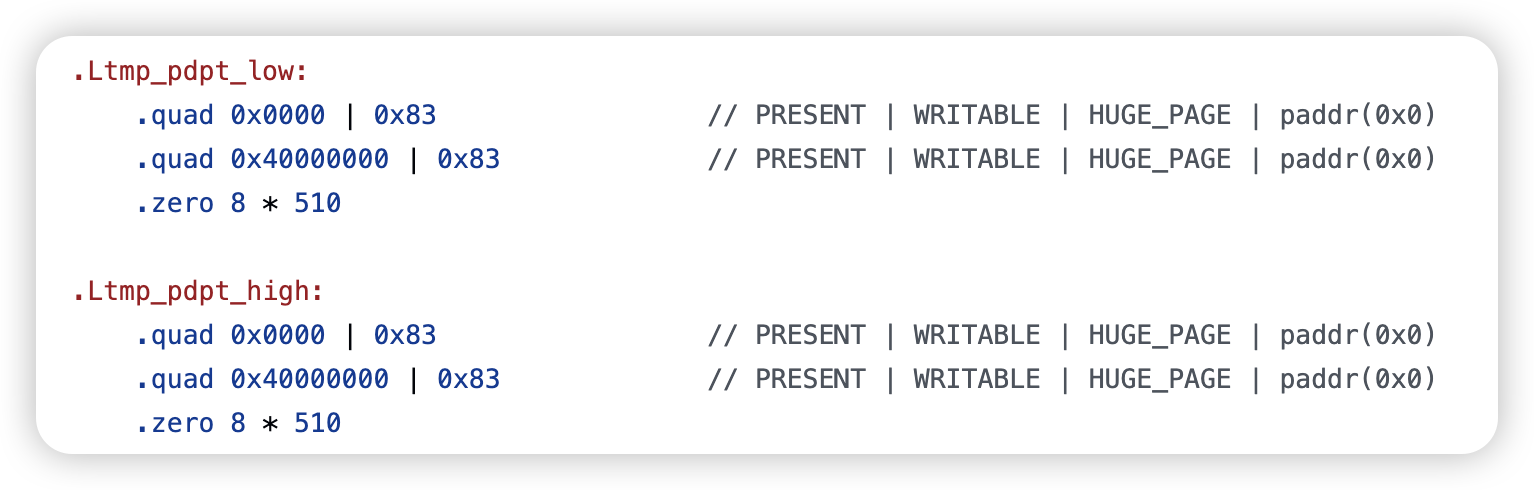 .Ltmp_pdpt_low:
    .quad 0x0000 | 0x83                 // PRESENT | WRITABLE | HUGE_PAGE | paddr(0x0)
    .quad 0x40000000 | 0x83             // PRESENT | WRITABLE | HUGE_PAGE | paddr(0x0)
    .zero 8 * 510

.Ltmp_pdpt_high:
    .quad 0x0000 | 0x83                 // PRESENT | WRITABLE | HUGE_PAGE | paddr(0x0)
    .quad 0x40000000 | 0x83             // PRESENT | WRITABLE | HUGE_PAGE | paddr(0x0)
    .zero 8 * 510